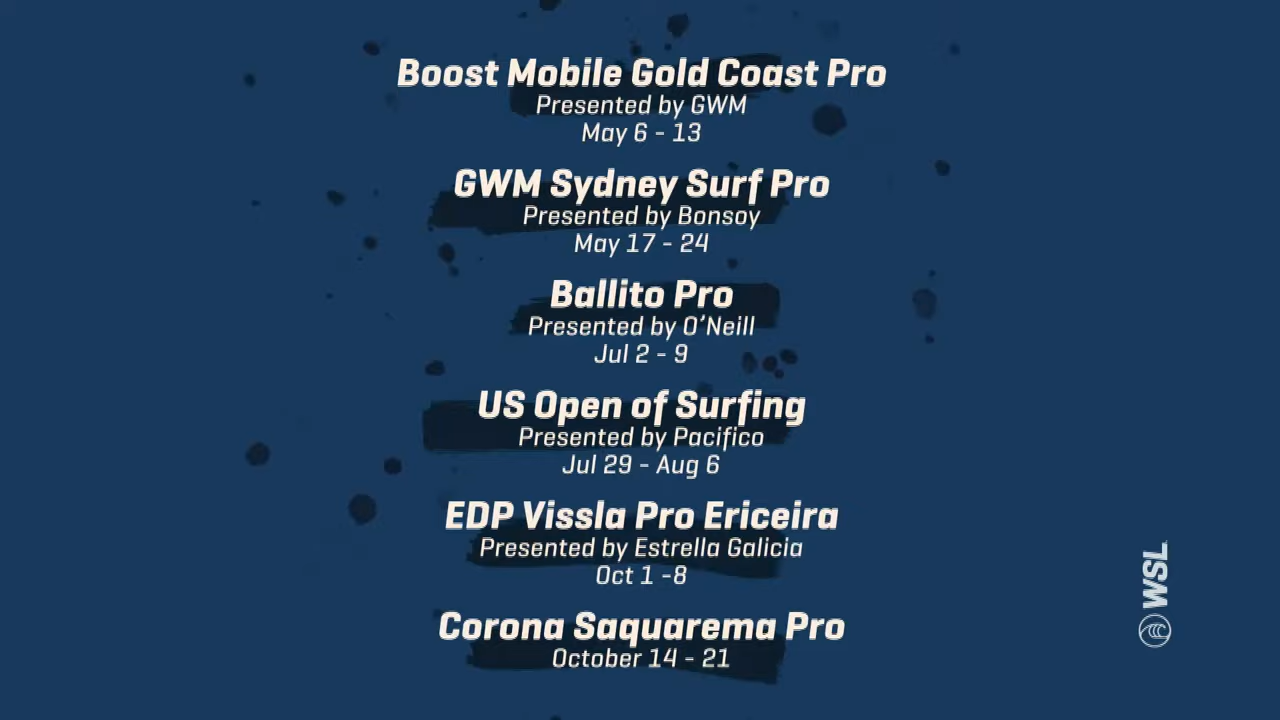 Boost Mobile Gold Coast Pro
Presented by GWM
May 6 - 13
GWM Sydney Surf Pro
Presented by Bonsoy
May 17 - 24
Ballito Pro
Presented by O'Neill
Jul 2 - 9
US Open of Surfing
Presented by Pacifico
Jul 29 - Aug 6
EDP Vissla Pro Ericeira
Presented by Estrella Galicia
Oct 1 -8
Corona Saquarema Pro
October 14 - 21
WSL